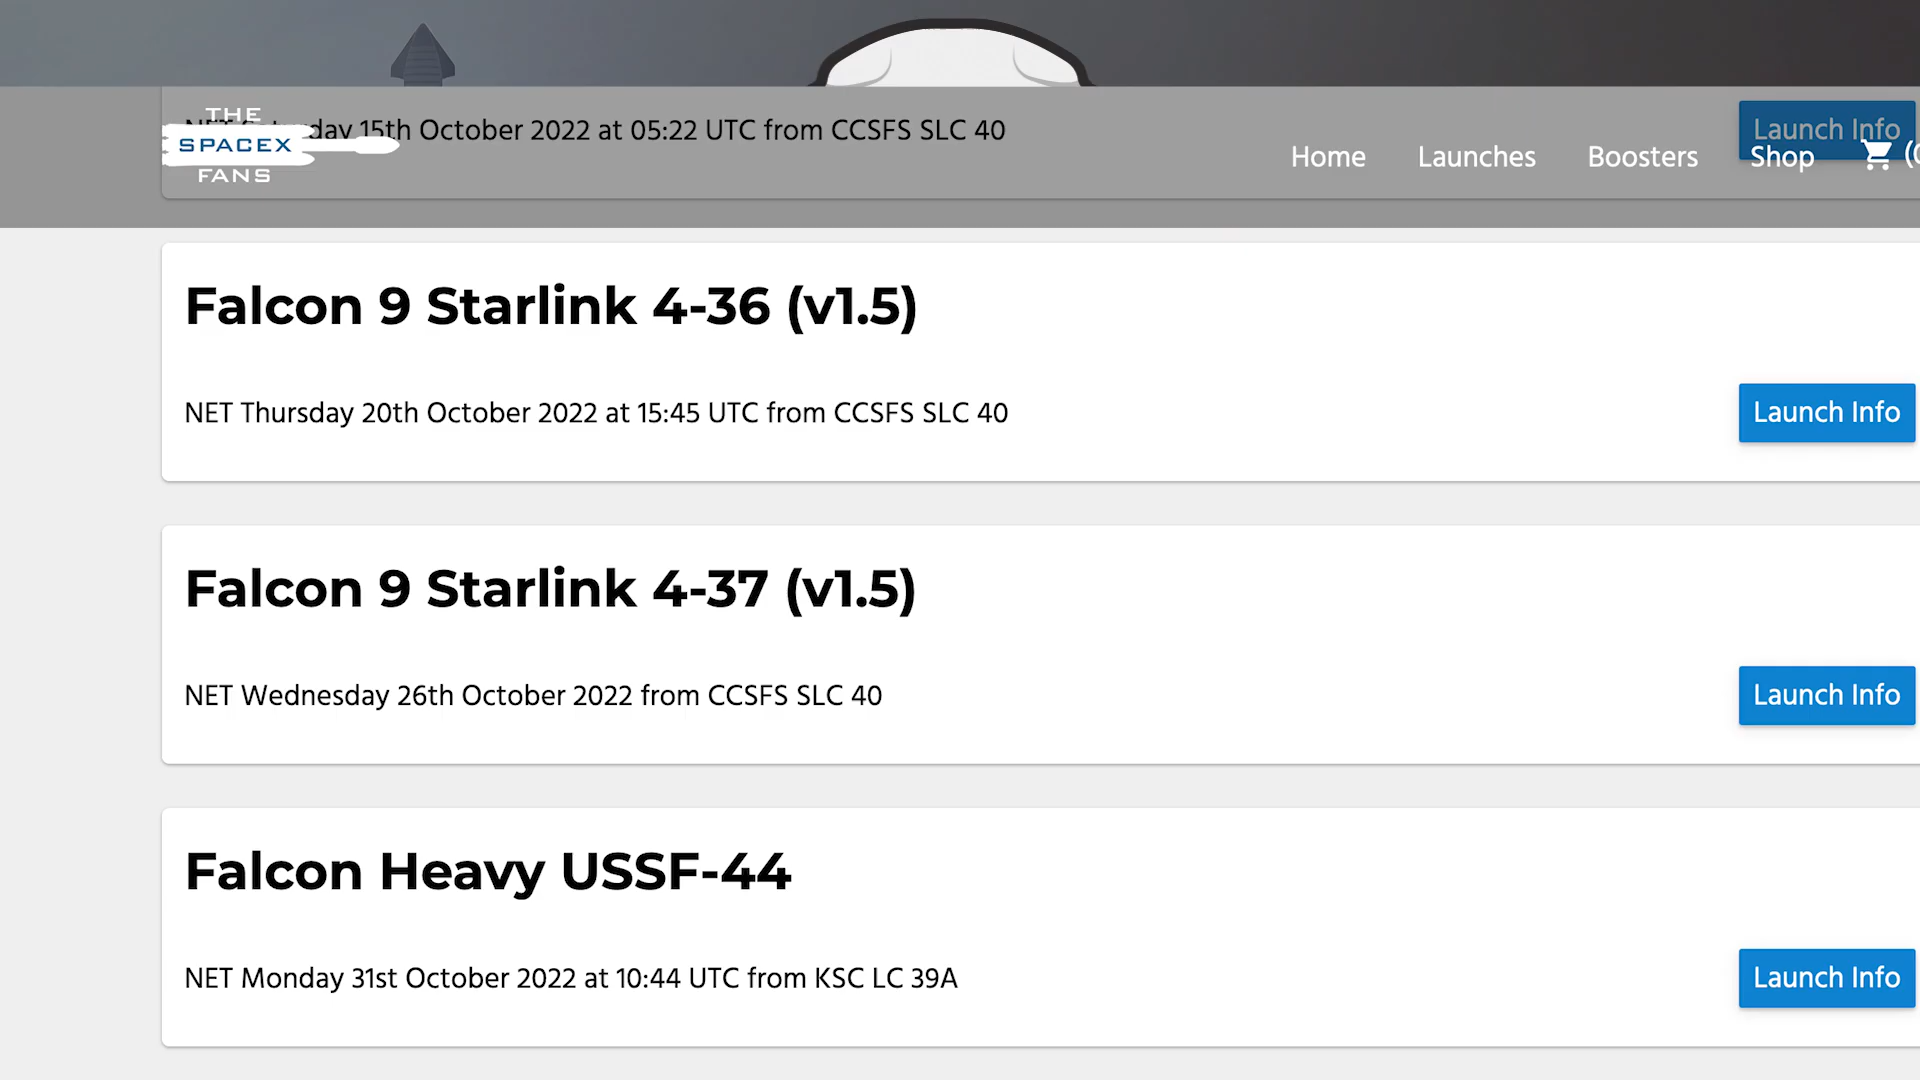 THE
SPACEX
FANS
NET Saturday 15th October 2022 at 05:22 UTC from CCSFS SLC 40
Launch Info
Home
Launches
Boosters
Shop
Falcon 9 Starlink 4-36 (v1.5)
NET Thursday 20th October 2022 at 15:45 UTC from CCSFS SLC 40
Launch Info
Falcon 9 Starlink 4-37 (v1.5)
NET Wednesday 26th October 2022 from CCSFS SLC 40
Launch Info
Falcon Heavy USSF-44
NET Monday 31st October 2022 at 10:44 UTC from KSC LC 39A
Launch Info